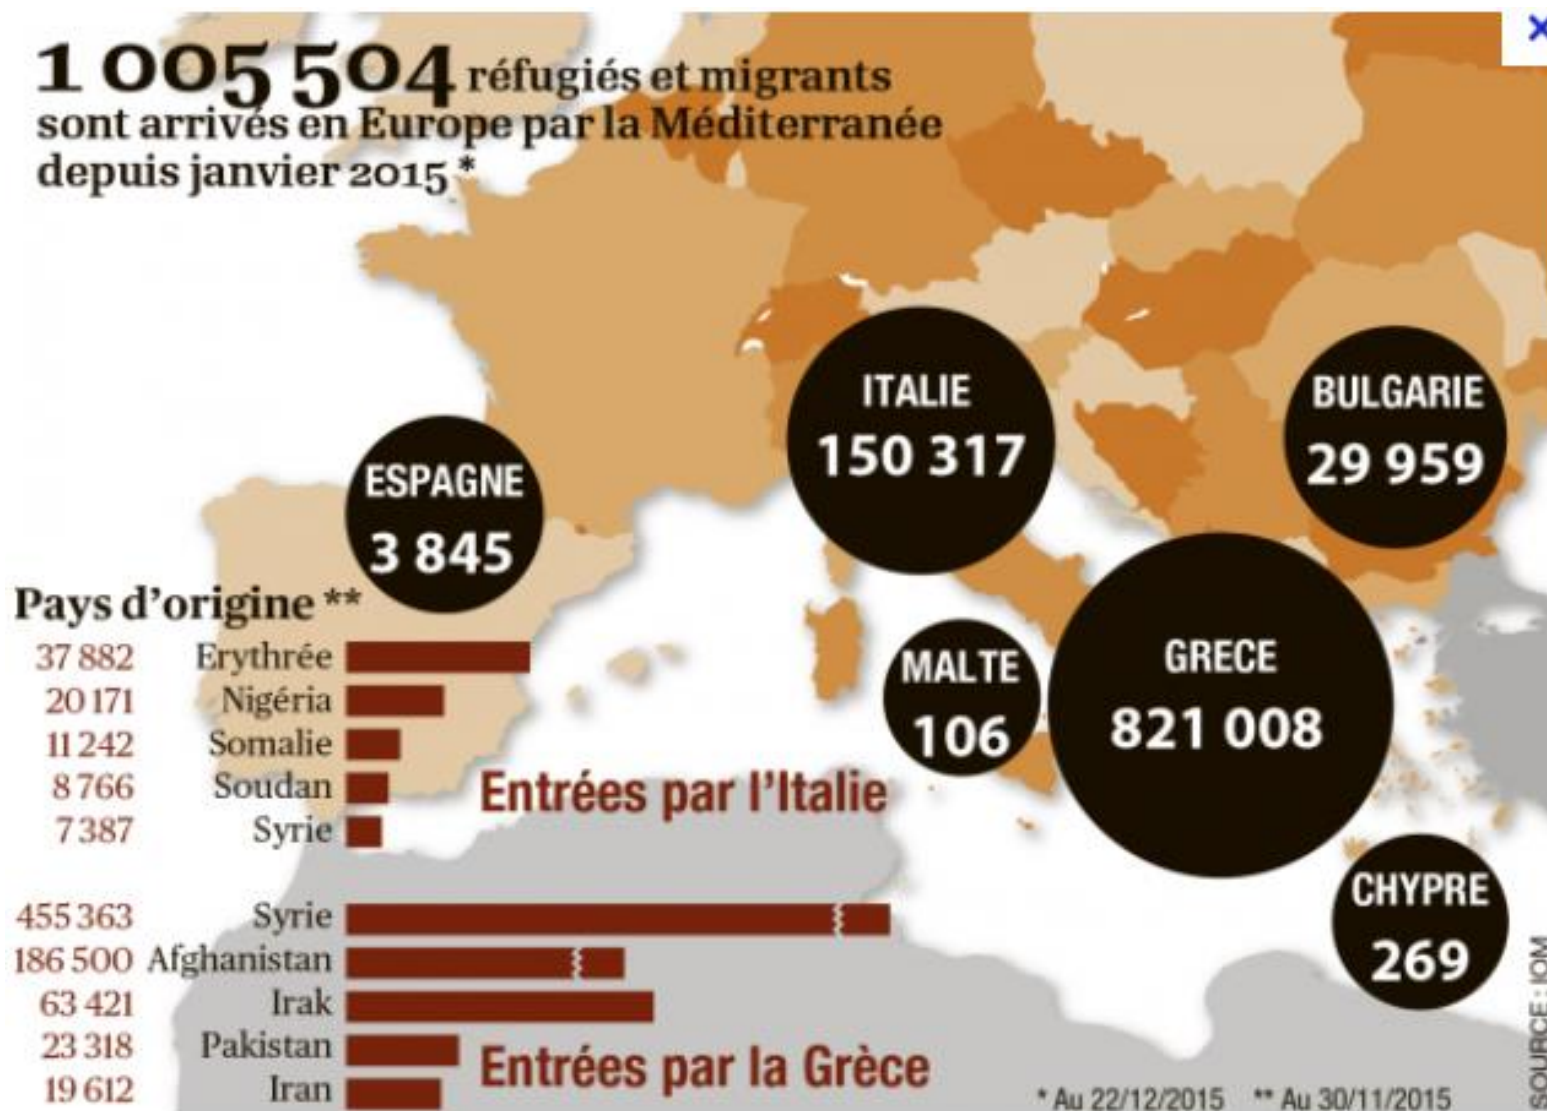 1 005 504 réfugiés et migrants
sont arrivés en Europe par la Méditerranée
depuis janvier 2015 *
ITALIE
150 317
BULGARIE
29 959
ESPAGNE
3 845
MALTE
106
GRECE
821 008
CHYPRE
269
Pays d'origine **
37 882 Erythrée
20 171 Nigéria
11 242 Somalie
8 766 Soudan
7 387 Syrie
Entrées par l'Italie
455 363 Syrie
186 500 Afghanistan
63 421 Irak
23 318 Pakistan
19 612 Iran
Entrées par la Grèce
* Au 22/12/2015 ** Au 30/11/2015
SOURCE : IOM